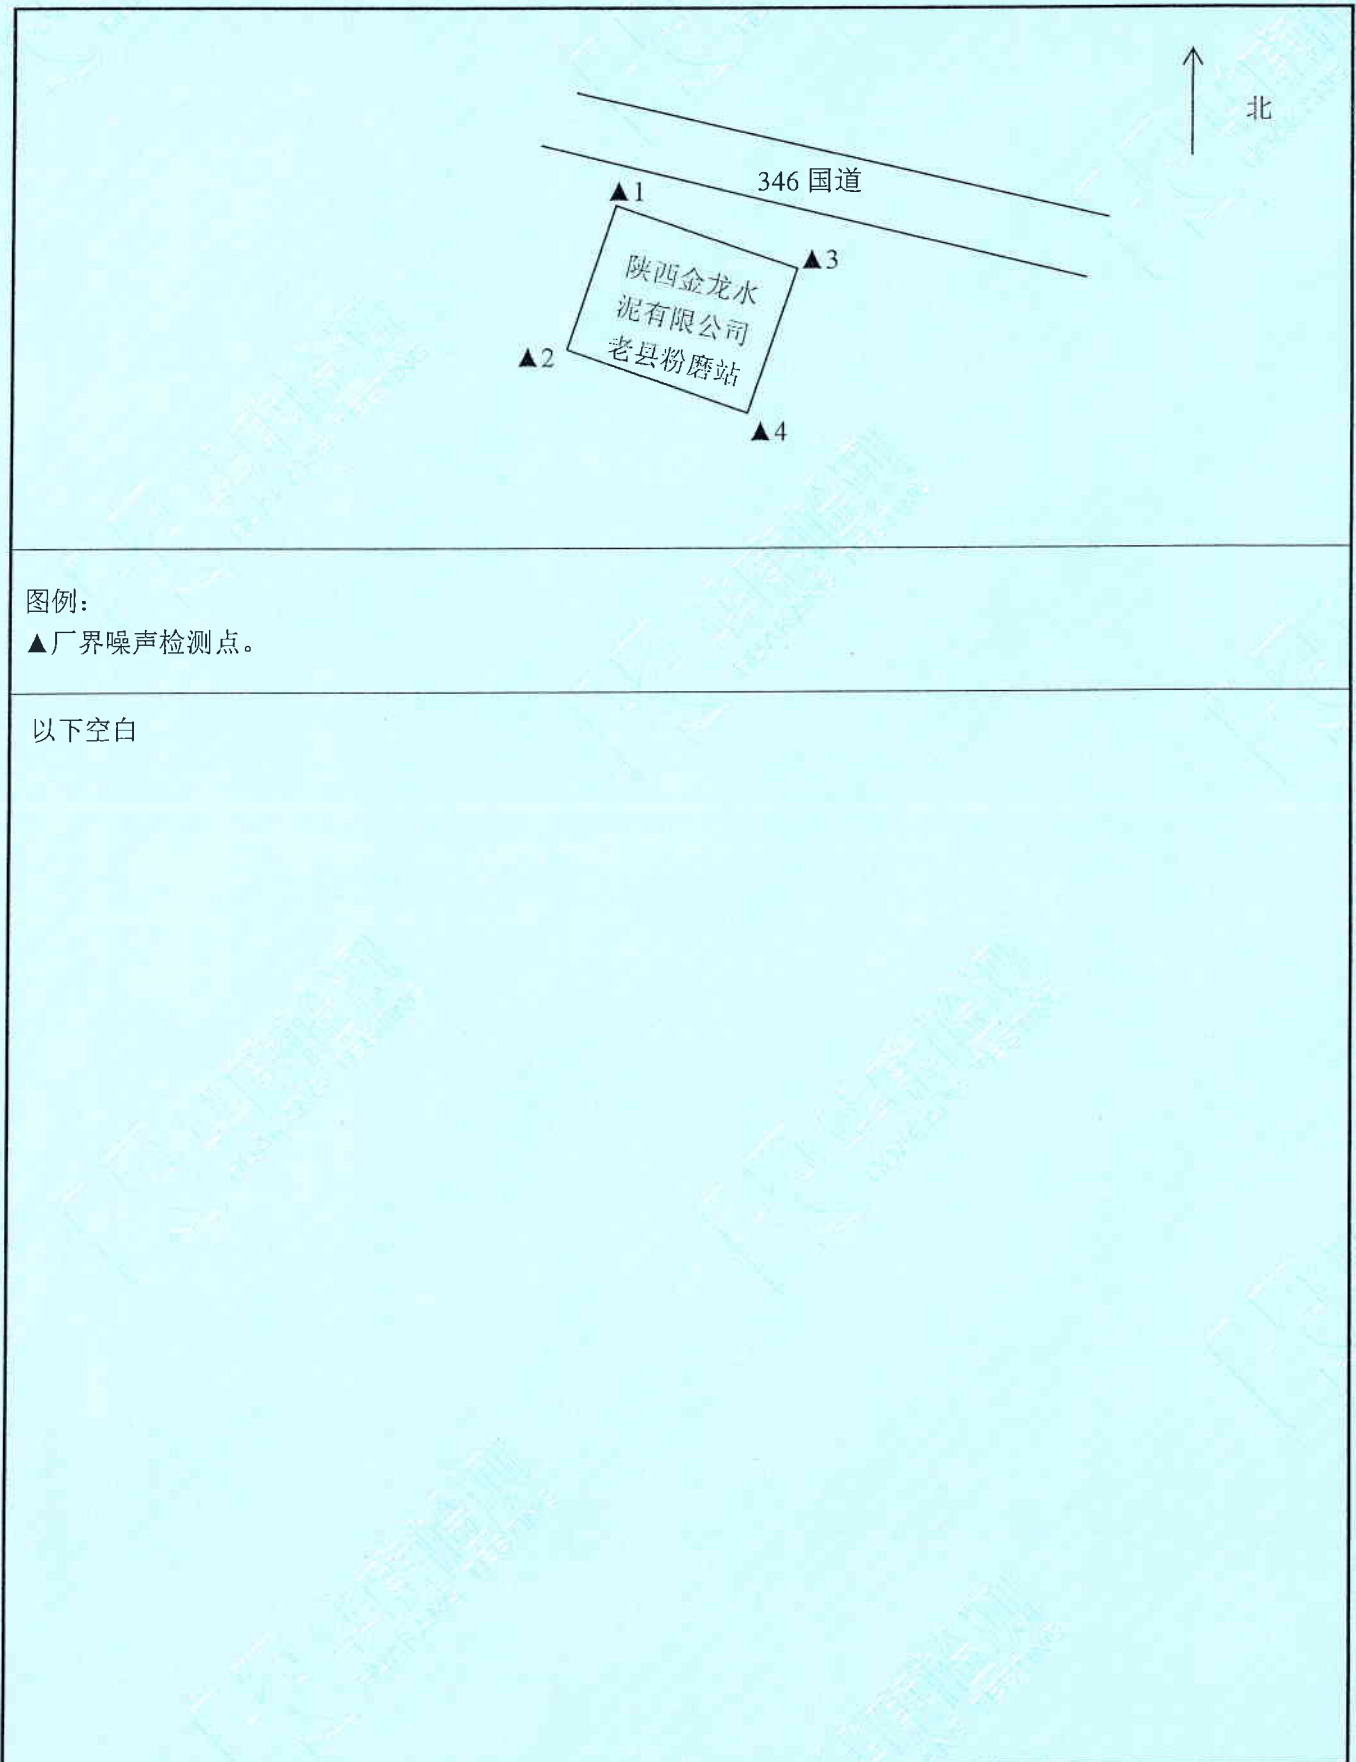 北
346 国道
▲1
▲3
陕西金龙水
泥有限公司
老县粉磨站
▲2
▲4
图例：
▲厂界噪声检测点。
以下空白